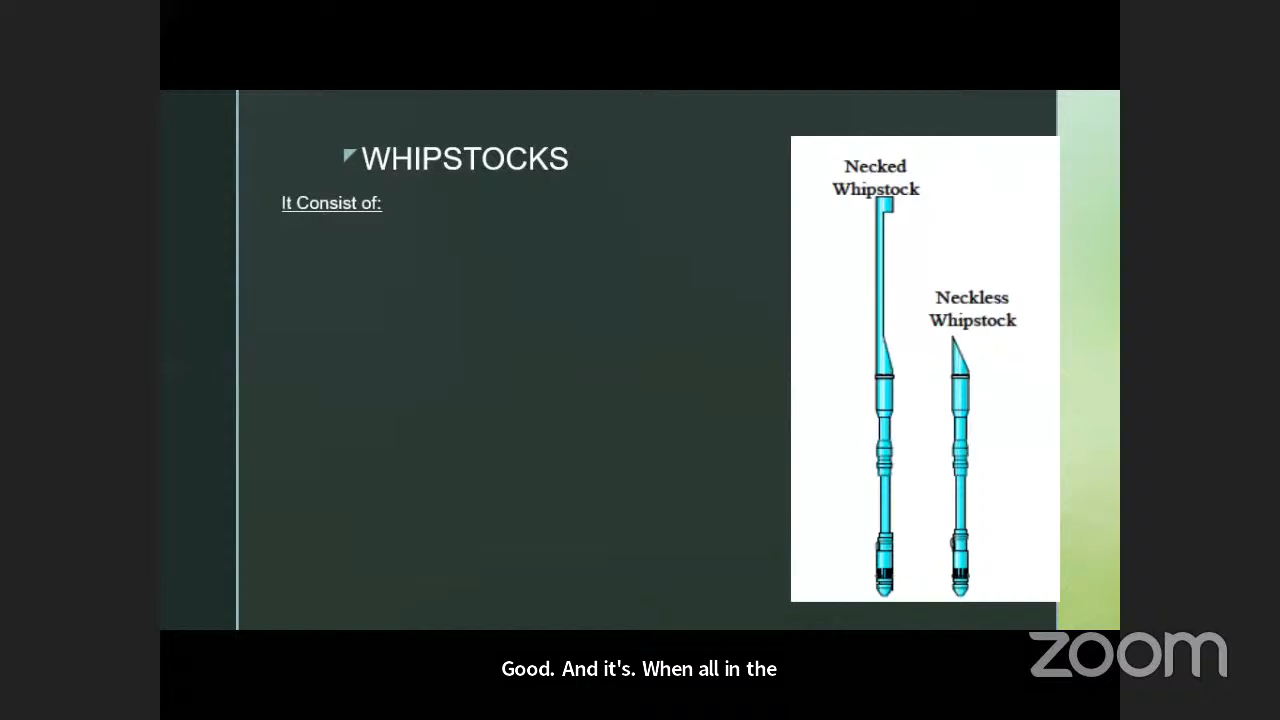 WHIPSTOCKS
It Consist of:
Necked
Whipstock
Neckless
Whipstock
Good. And it's. When all in the
zoom